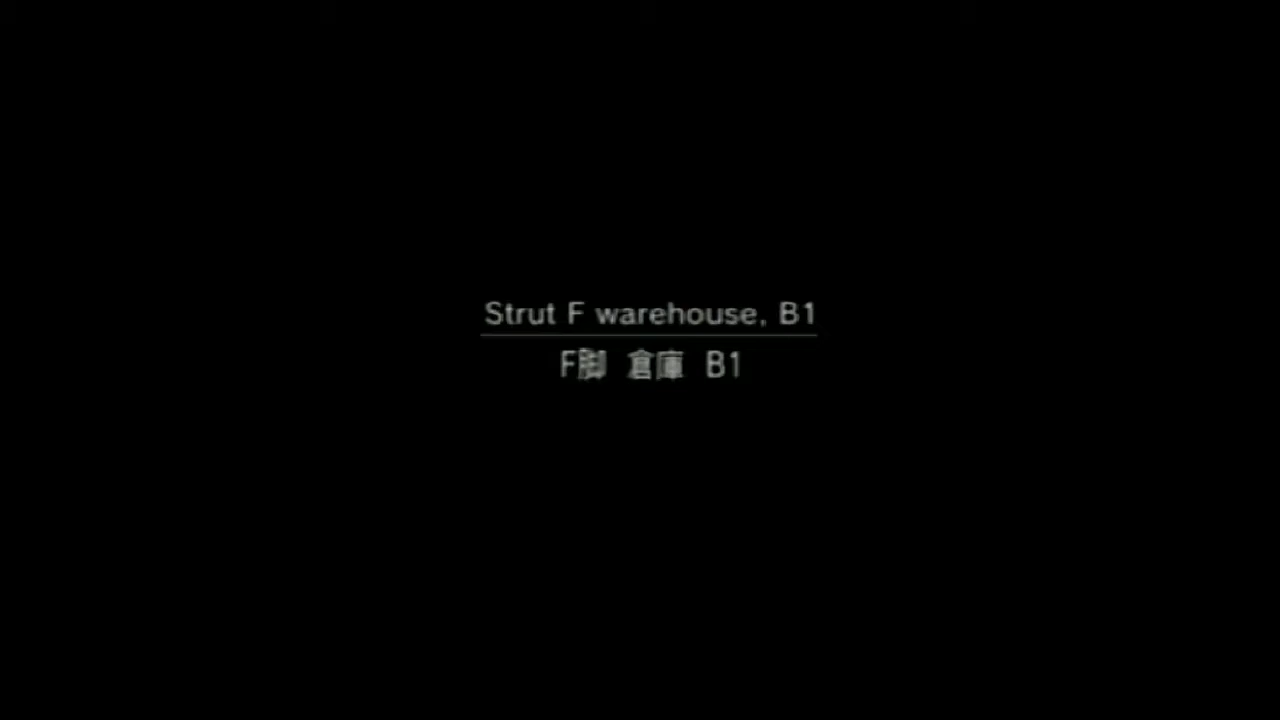 Strut F warehouse, B1
F脚 倉庫 B1